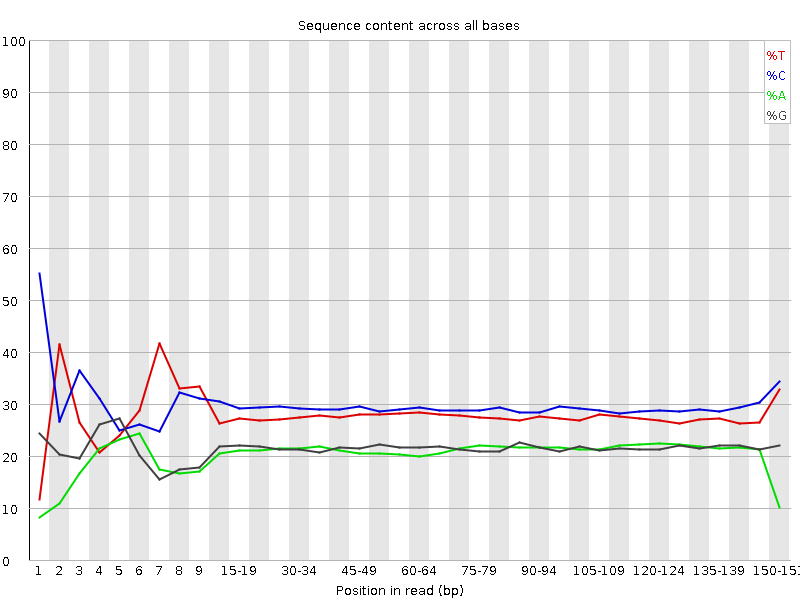 Sequence content across all bases
100
90
80
70
60
50
40
30
20
10
0
%T
%C
%A
%G
1 2 3 4 5 6 7 8 9 15-19 30-34 45-49 60-64 75-79 90-94 105-109 120-124 135-139 150-151
Position in read (bp)